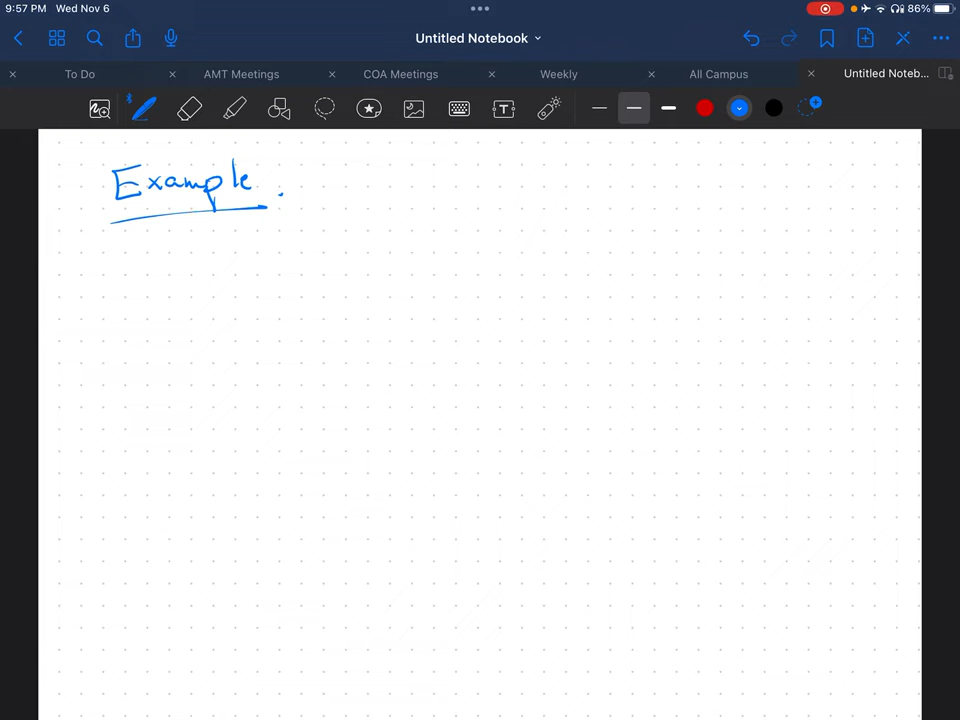 9:57 PM Wed Nov 6
86%
Untitled Notebook
To Do
AMT Meetings
COA Meetings
Weekly
All Campus
Untitled Noteb...
T
Example.